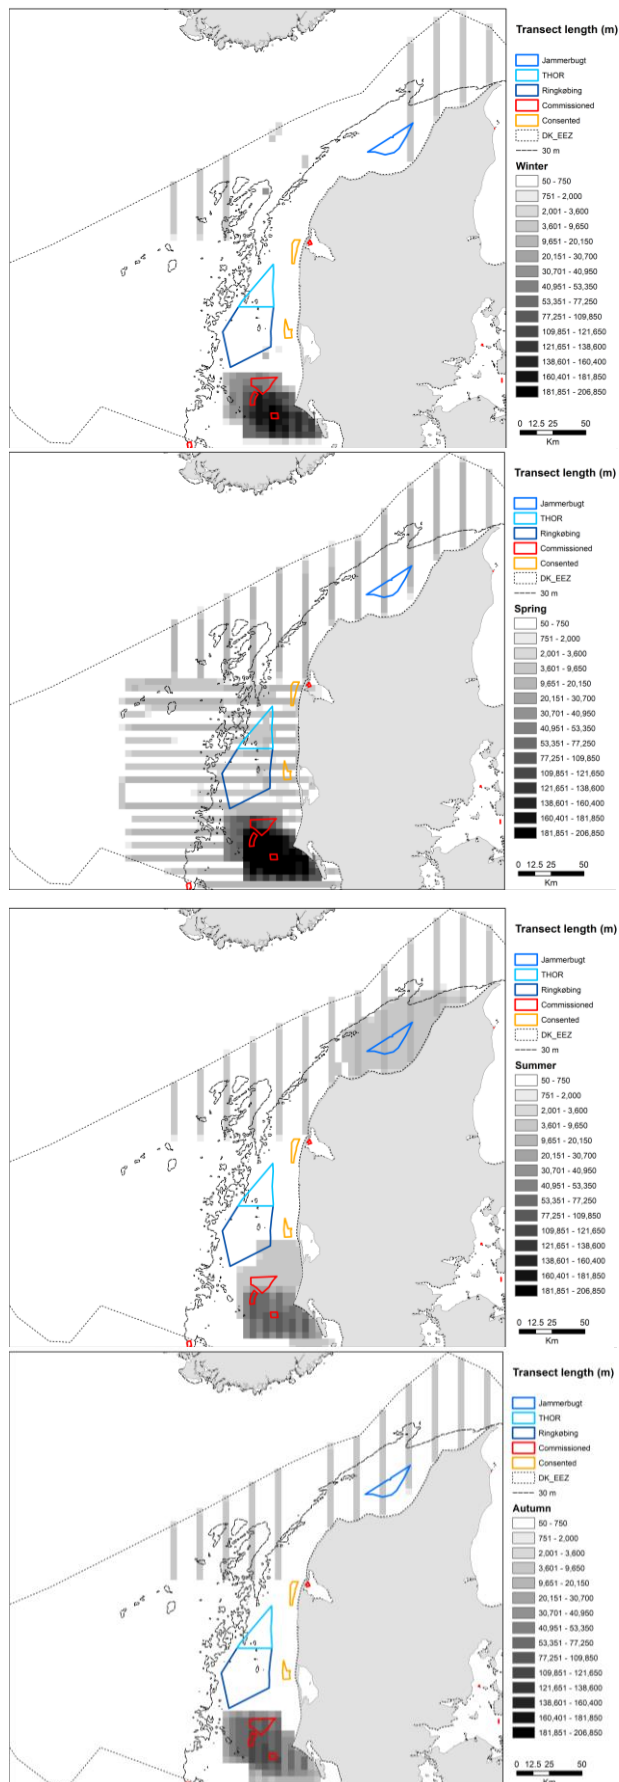 Transect length (m)
Jammerbugt
THOR
Ringkøbing
Commissioned
Consented
DK_EEZ
30 m
Winter
50 - 750
751 - 2,000
2,001 - 3,600
3,601 - 9,650
9,651 - 20,150
20,151 - 30,700
30,701 - 40,950
40,951 - 53,350
53,351 - 77,250
77,251 - 109,850
109,851 - 121,650
121,651 - 138,600
138,601 - 160,400
160,401 - 181,850
181,851 - 206,850
0 12.5 25 50
Km
Transect length (m)
Jammerbugt
THOR
Ringkøbing
Commissioned
Consented
DK_EEZ
30 m
Spring
50 - 750
751 - 2,000
2,001 - 3,600
3,601 - 9,650
9,651 - 20,150
20,151 - 30,700
30,701 - 40,950
40,951 - 53,350
53,351 - 77,250
77,251 - 109,850
109,851 - 121,650
121,651 - 138,600
138,601 - 160,400
160,401 - 181,850
181,851 - 206,850
0 12.5 25 50
Km
Transect length (m)
Jammerbugt
THOR
Ringkøbing
Commissioned
Consented
DK_EEZ
30 m
Summer
50 - 750
751 - 2,000
2,001 - 3,600
3,601 - 9,650
9,651 - 20,150
20,151 - 30,700
30,701 - 40,950
40,951 - 53,350
53,351 - 77,250
77,251 - 109,850
109,851 - 121,650
121,651 - 138,600
138,601 - 160,400
160,401 - 181,850
181,851 - 206,850
0 12.5 25 50
Km
Transect length (m)
Jammerbugt
THOR
Ringkøbing
Commissioned
Consented
DK_EEZ
30 m
Autumn
50 - 750
751 - 2,000
2,001 - 3,600
3,601 - 9,650
9,651 - 20,150
20,151 - 30,700
30,701 - 40,950
40,951 - 53,350
53,351 - 77,250
77,251 - 109,850
109,851 - 121,650
121,651 - 138,600
138,601 - 160,400
160,401 - 181,850
181,851 - 206,850
0 12.5 25 50
Km